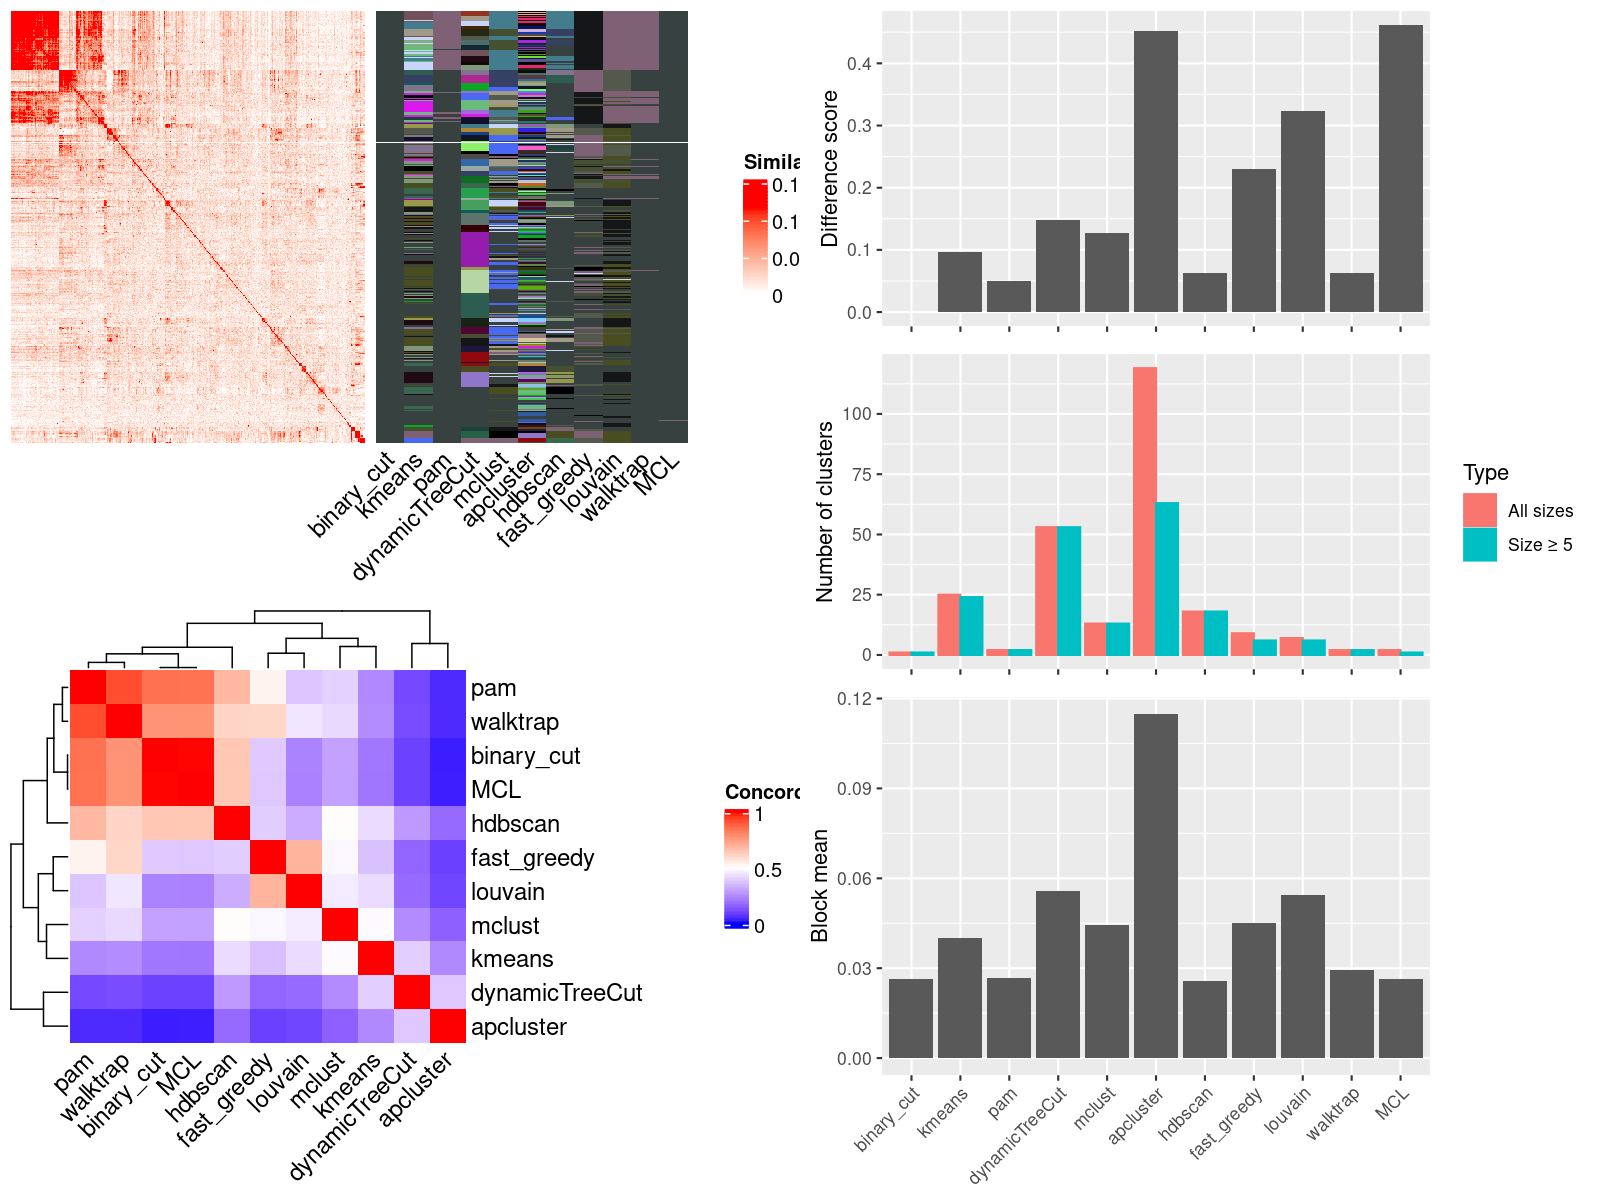 Simila
0.1
0.1
0.0
0
binary_cut
kmeans
pam
dynamicTreeCut
mclust
apcluster
hdbscan
fast_greedy
louvain
walktrap
MCL
pam
walktrap
binary_cut
MCL
hdbscan
fast_greedy
louvain
mclust
kmeans
dynamicTreeCut
apcluster
Concord
1
0.5
0
pam
walktrap
binary_cut
MCL
hdbscan
fast_greedy
louvain
mclust
kmeans
dynamicTreeCut
apcluster
Difference score
0.4
0.3
0.2
0.1
0.0
Number of clusters
100
75
50
25
0
Type
All sizes
Size ≥ 5
Block mean
0.12
0.09
0.06
0.03
0.00
binary_cut
kmeans
pam
dynamicTreeCut
mclust
apcluster
hdbscan
fast_greedy
louvain
walktrap
MCL